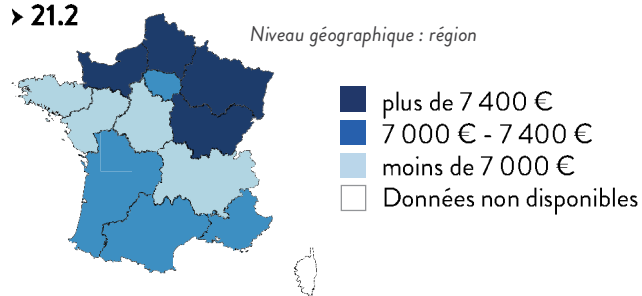 > 21.2
Niveau géographique : région
plus de 7 400 €
7 000 € - 7 400 €
moins de 7 000 €
Données non disponibles